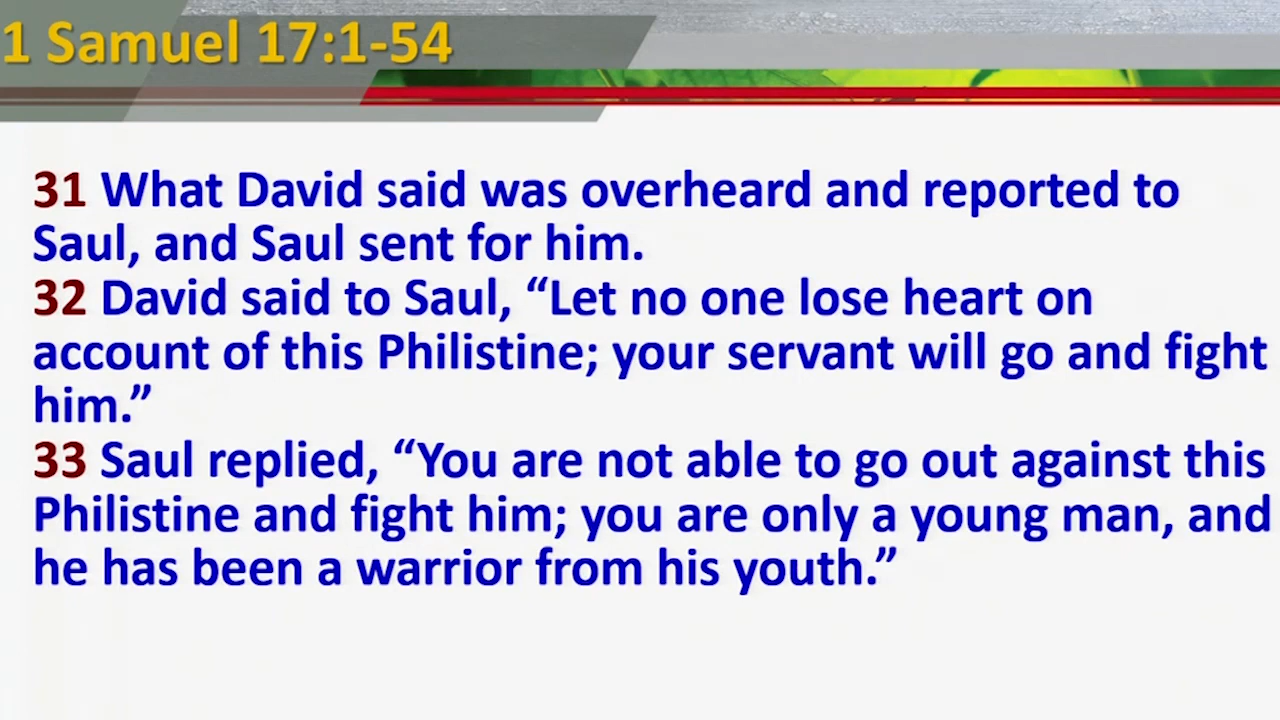 1 Samuel 17:1-54
31 What David said was overheard and reported to
Saul, and Saul sent for him.
32 David said to Saul, “Let no one lose heart on
account of this Philistine; your servant will go and fight
him.”
33 Saul replied, “You are not able to go out against this
Philistine and fight him; you are only a young man, and
he has been a warrior from his youth.”